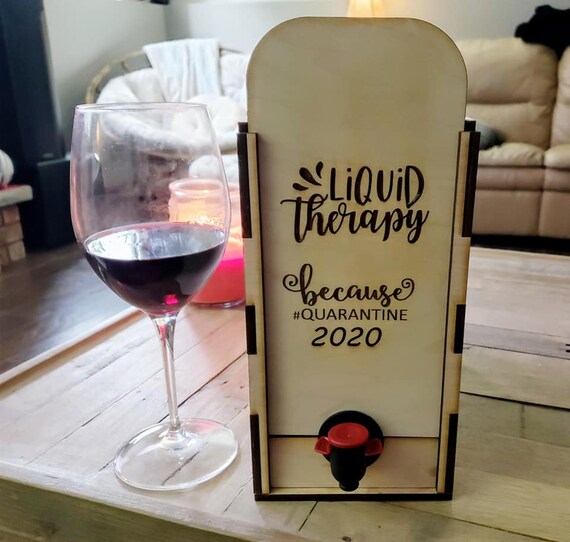 LiQUiD
therapy
because
#QUARANTINE
2020